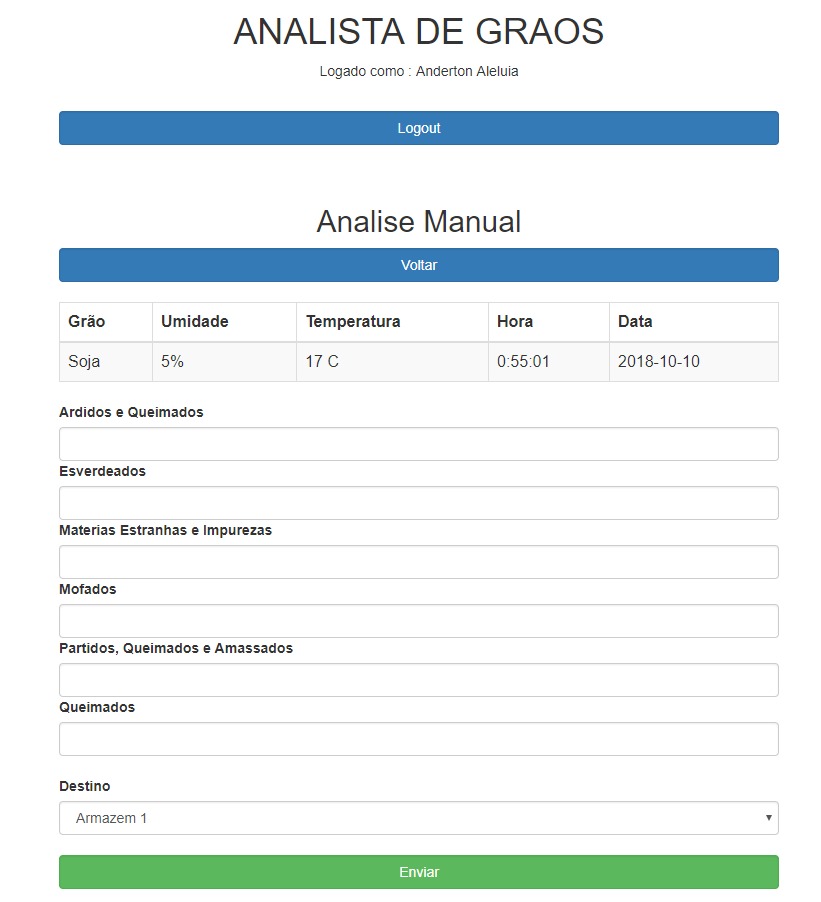 ANALISTA DE GRAOS
Logado como : Anderton Aleluia
Logout
Analise Manual
Voltar
Grão Umidade Temperatura Hora Data
Soja 5% 17 C 0:55:01 2018-10-10
Ardidos e Queimados
Esverdeados
Materias Estranhas e Impurezas
Mofados
Partidos, Queimados e Amassados
Queimados
Destino
Armazem 1
Enviar